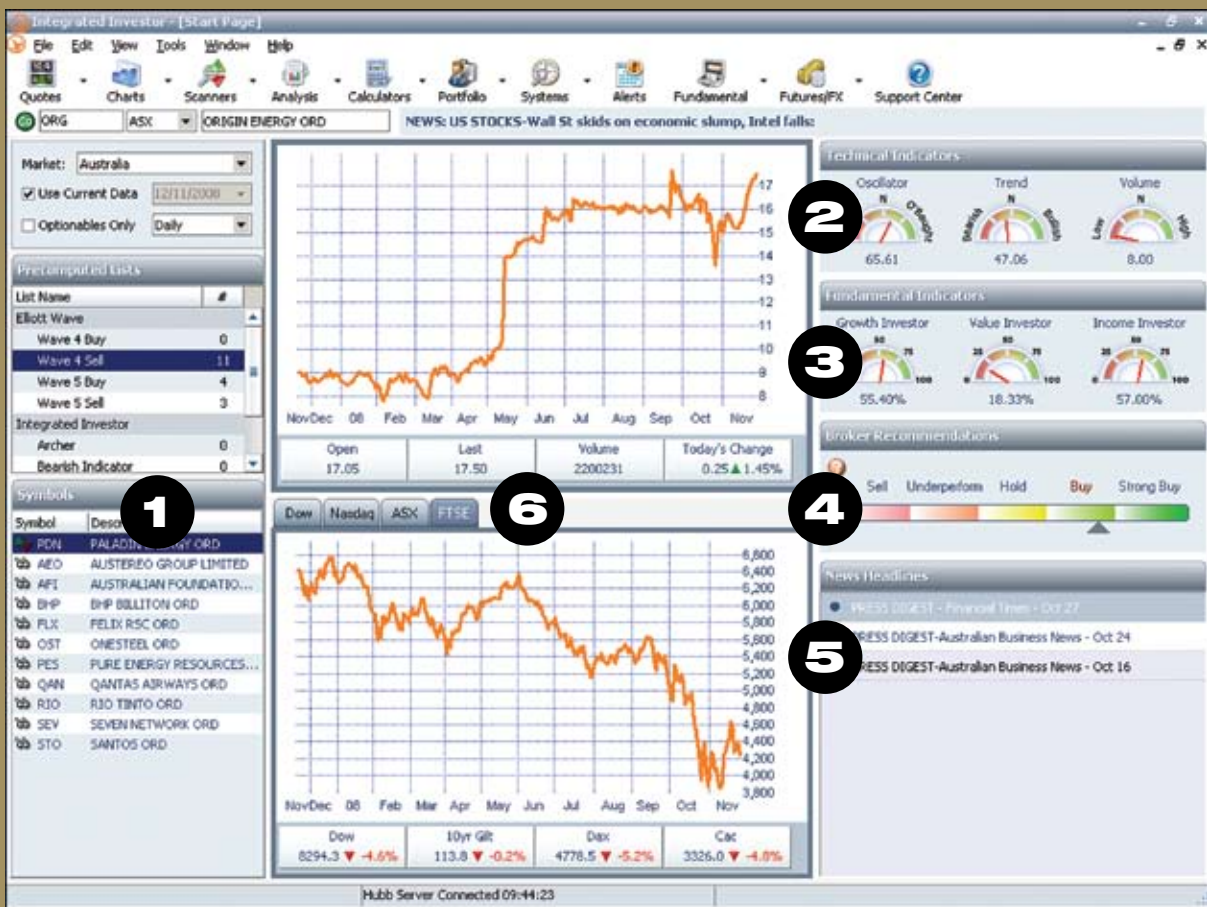 Integrated Investor - [Start Page]
File Edit View Tools Window Help
Quotes Charts Scanners Analysis Calculators Portfolio Systems Alerts Fundamental Futures/FX Support Center
ORG ASX ORIGIN ENERGY ORD NEWS: US STOCKS-Wall St skids on economic slump, Intel falls:
Market: Australia
Use Current Data 12/11/2008
Optionables Only Daily
Precomputed Lists
List Name #
Elliott Wave
Wave 4 Buy 0
Wave 4 Sell 11
Wave 5 Buy 4
Wave 5 Sell 3
Integrated Investor
Archer 0
Bearish Indicator 0
Symbols
1
Symbol
PDN PALADIN ORD
AEO AUSTEREO GROUP LIMITED
AFI AUSTRALIAN FOUNDATIO...
BHP BHP BILLITON ORD
FLX FELIX RSC ORD
OST ONESTEEL ORD
PES PURE ENERGY RESOURCES...
QAN QANTAS AIRWAYS ORD
RIO RIO TINTO ORD
SEV SEVEN NETWORK ORD
STO SANTOS ORD
17
16
15
14
13
12
11
10
9
8
8
NovDec 08 Feb Mar Apr May Jun Jul Aug Sep Oct Nov
Open Last Volume Today's Change
17.05 17.50 2200231 0.25 ▲ 1.45%
Dow Nasdaq ASX FTSE
6
6,600
6,400
6,200
6,000
5,800
5,600
5,400
5,200
5,000
4,800
4,600
4,400
4,200
4,000
3,800
NovDec 08 Feb Mar Apr May Jun Jul Aug Sep Oct Nov
Dow 10yr Gilt Dax Cac
8294.3 ▼ -4.6% 113.8 ▼ -0.2% 4778.5 ▼ -5.2% 3326.0 ▼ -4.8%
Technical Indicators
2
Oscillator Trend Volume
N O.Bought
Bearish N Bullish
Low N High
65.61 47.06 8.00
Fundamental Indicators
3
Growth Investor Value Investor Income Investor
50 75 100
0 25 50 75 100
0 25 50 75 100
55.40% 18.33% 57.00%
Broker Recommendations
4
Sell Underperform Hold Buy Strong Buy
News Headlines
5
PRESS DIGEST - Financial Times - Oct 27
PRESS DIGEST-Australian Business News - Oct 24
PRESS DIGEST-Australian Business News - Oct 16
Hubb Server Connected 09:44:23